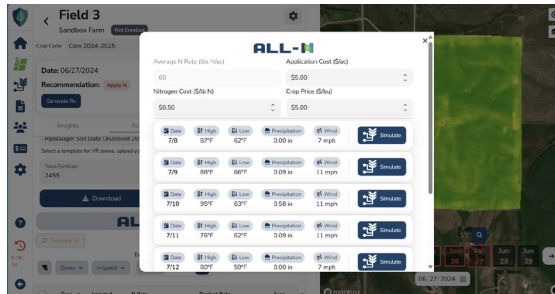 Field 3
Sandbox Farm Not Enrolled
Crop Cycle Corn 2024-2025
Date: 06/27/2024
Recommendation: Apply N
Generate Rx
Insights
Select a template for VR zones, upload yo
Total Fertilizer
2455
Download
AL
Generate Rx
Zones
Irrigated
ALL-N
×
Average N Rate (lbs N/ac) Application Cost ($/ac)
60 $5.00
Nitrogen Cost ($/lb N) Crop Price ($/bu)
$0.50 $5.00
Date High Low Precipitation Wind
7/8 87°F 62°F 0.00 in 7 mph
Simulate
Date High Low Precipitation Wind
7/9 88°F 66°F 0.09 in 11 mph
Simulate
Date High Low Precipitation Wind
7/10 95°F 63°F 0.58 in 11 mph
Simulate
Date High Low Precipitation Wind
7/11 76°F 62°F 0.09 in 11 mph
Simulate
Date High Low Precipitation Wind
7/12 80°F 59°F 0.00 in 7 mph
Simulate
Jun Jun Jun Jun
26 27 28 29
06/27/2024
mapbox